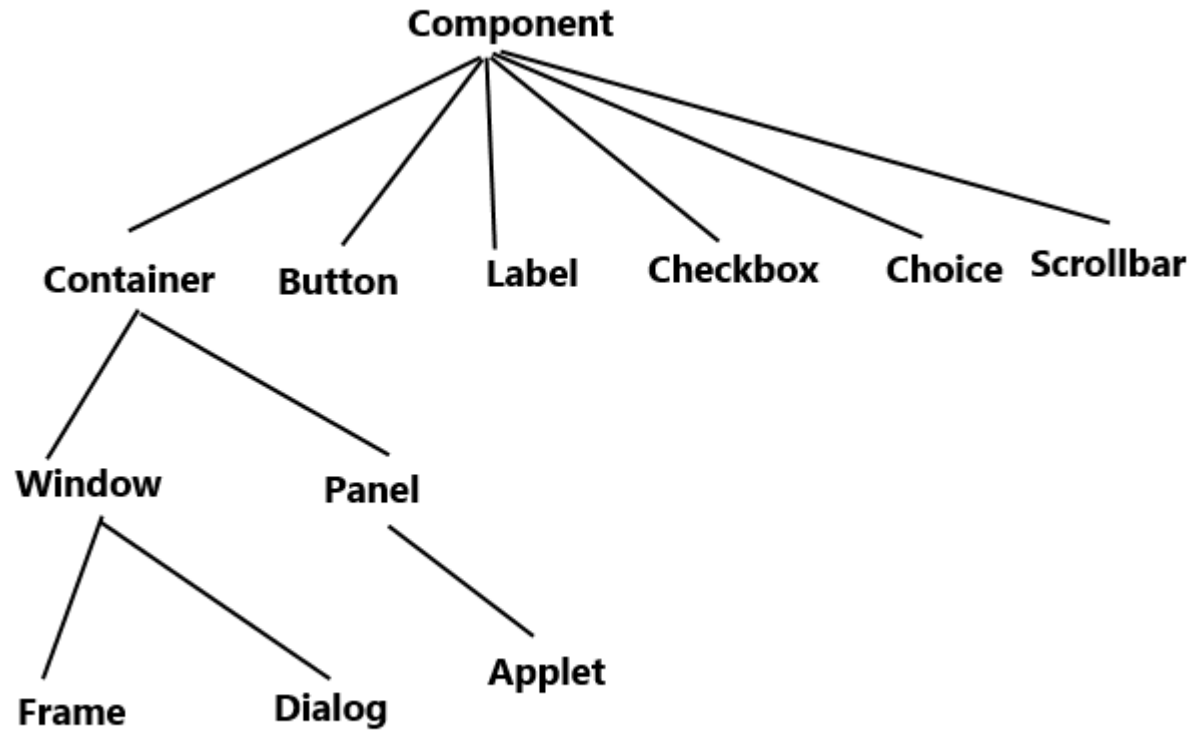 Component
Container
Button
Label
Checkbox
Choice
Scrollbar
Window
Panel
Applet
Frame
Dialog